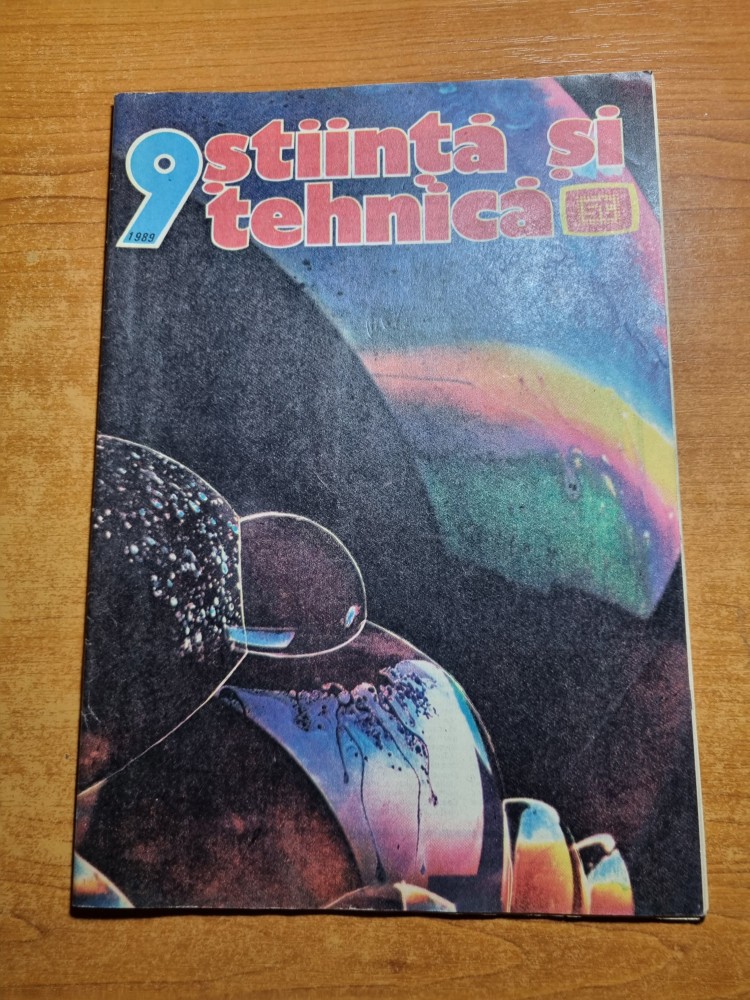 9 știință și
1989 tehnică